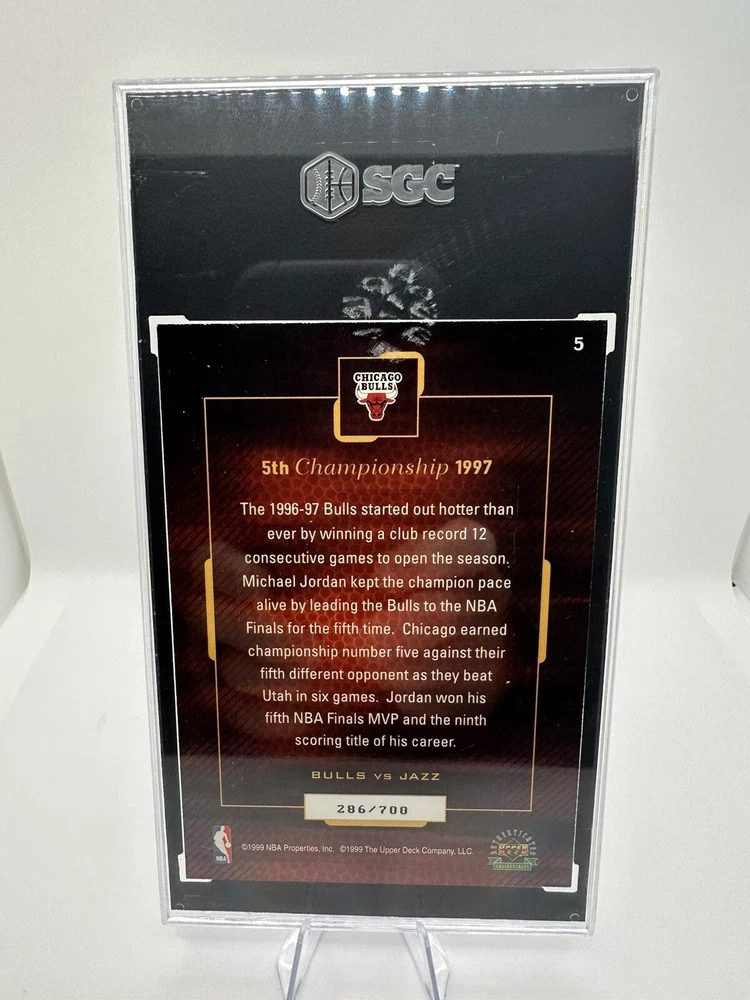 SGC
5
CHICAGO
BULLS
5th Championship 1997
The 1996-97 Bulls started out hotter than
ever by winning a club record 12
consecutive games to open the season.
Michael Jordan kept the champion pace
alive by leading the Bulls to the NBA
Finals for the fifth time. Chicago earned
championship number five against their
fifth different opponent as they beat
Utah in six games. Jordan won his
fifth NBA Finals MVP and the ninth
scoring title of his career.
BULLS VS JAZZ
286/700
NBA
©1999 NBA Properties, Inc. ©1999 The Upper Deck Company, LLC.
UPPER
DECK